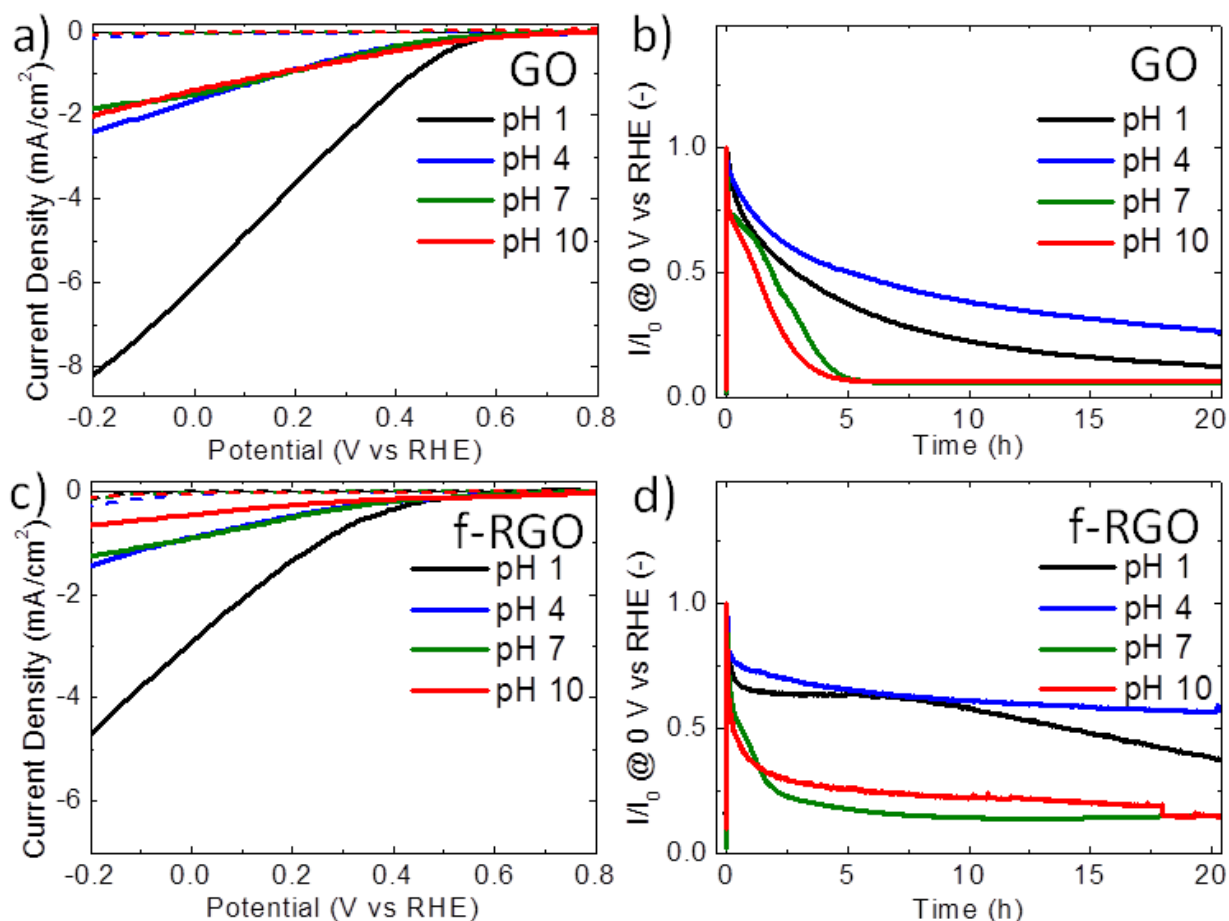 a)
GO
pH 1
pH 4
pH 7
pH 10
0
-2
-4
-6
-8
Current Density (mA/cm²)
-0.2 0.0 0.2 0.4 0.6 0.8
Potential (V vs RHE)
b)
GO
pH 1
pH 4
pH 7
pH 10
1.0
0.5
0.0
I/I₀ @ 0 V vs RHE (-)
0 5 10 15 20
Time (h)
c)
f-RGO
pH 1
pH 4
pH 7
pH 10
0
-2
-4
-6
Current Density (mA/cm²)
-0.2 0.0 0.2 0.4 0.6 0.8
Potential (V vs RHE)
d)
f-RGO
pH 1
pH 4
pH 7
pH 10
1.0
0.5
0.0
I/I₀ @ 0 V vs RHE (-)
0 5 10 15 20
Time (h)